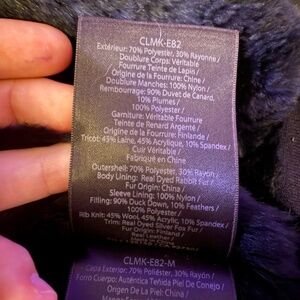 CLMK-E82
Extérieur: 70% Polyester, 30% Rayonne /
Doublure Corps: Véritable
Fourrure Teinte de Lapin /
Origine de la Fourrure: Chine /
Doublure Manches: 100% Nylon /
Rembourrage: 90% Duvet de Canard,
10% Plumes /
100% Polyester /
Garniture: Véritable Fourrure
Teinte de Renard Argenté /
Origine de la Fourrure: Finlande /
Tricot: 45% Laine, 45% Acrylique, 10% Spandex /
Cuir Véritable /
Fabriqué en Chine
Outershell: 70% Polyester, 30% Rayon /
Body Lining: Real Dyed Rabbit Fur /
Fur Origin: China /
Sleeve Lining: 100% Nylon /
Filling: 90% Duck Down, 10% Feathers /
100% Polyester /
Rib Knit: 45% Wool, 45% Acrylic, 10% Spandex /
Trim: Real Dyed Silver Fox Fur /
Fur Origin: Finland /
Real Leather /
CLMK-E82-M
Capa Exterior: 70% Poliéster, 30% Rayón /
Forro de Cuerpo: Auténtica Teñida Piel De Conejo /
Origen De La Piel: China /